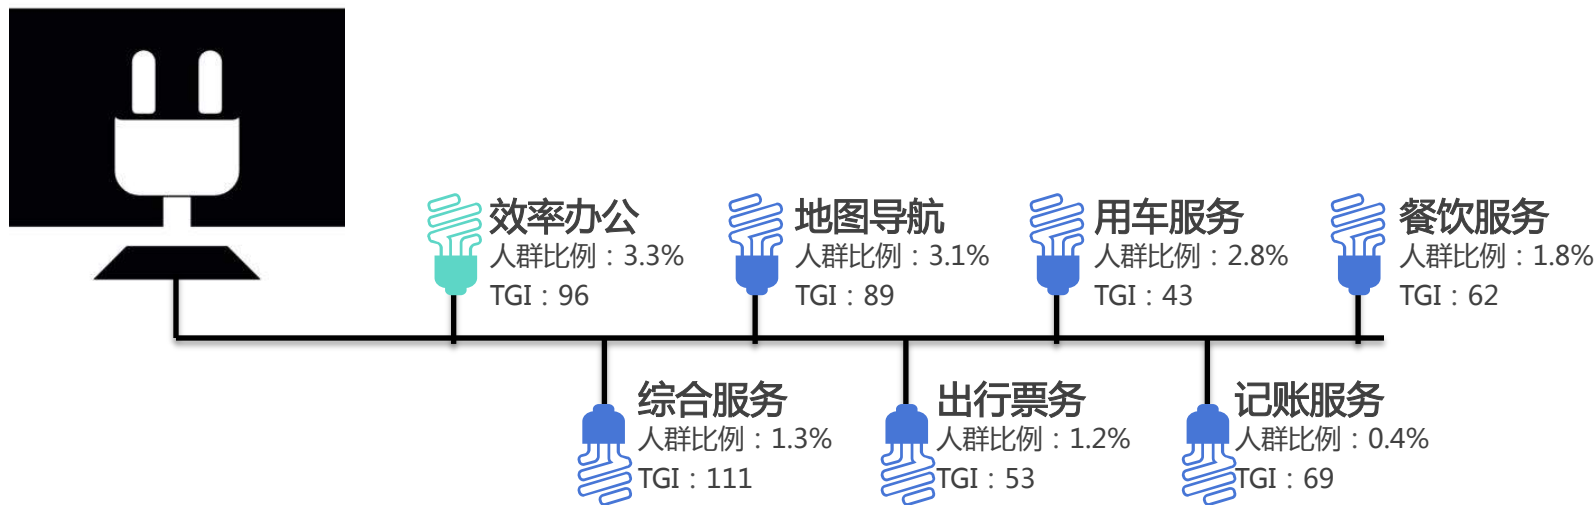 效率办公
人群比例：3.3%
TGI：96
地图导航
人群比例：3.1%
TGI：89
用车服务
人群比例：2.8%
TGI：43
餐饮服务
人群比例：1.8%
TGI：62
综合服务
人群比例：1.3%
TGI：111
出行票务
人群比例：1.2%
TGI：53
记账服务
人群比例：0.4%
TGI：69